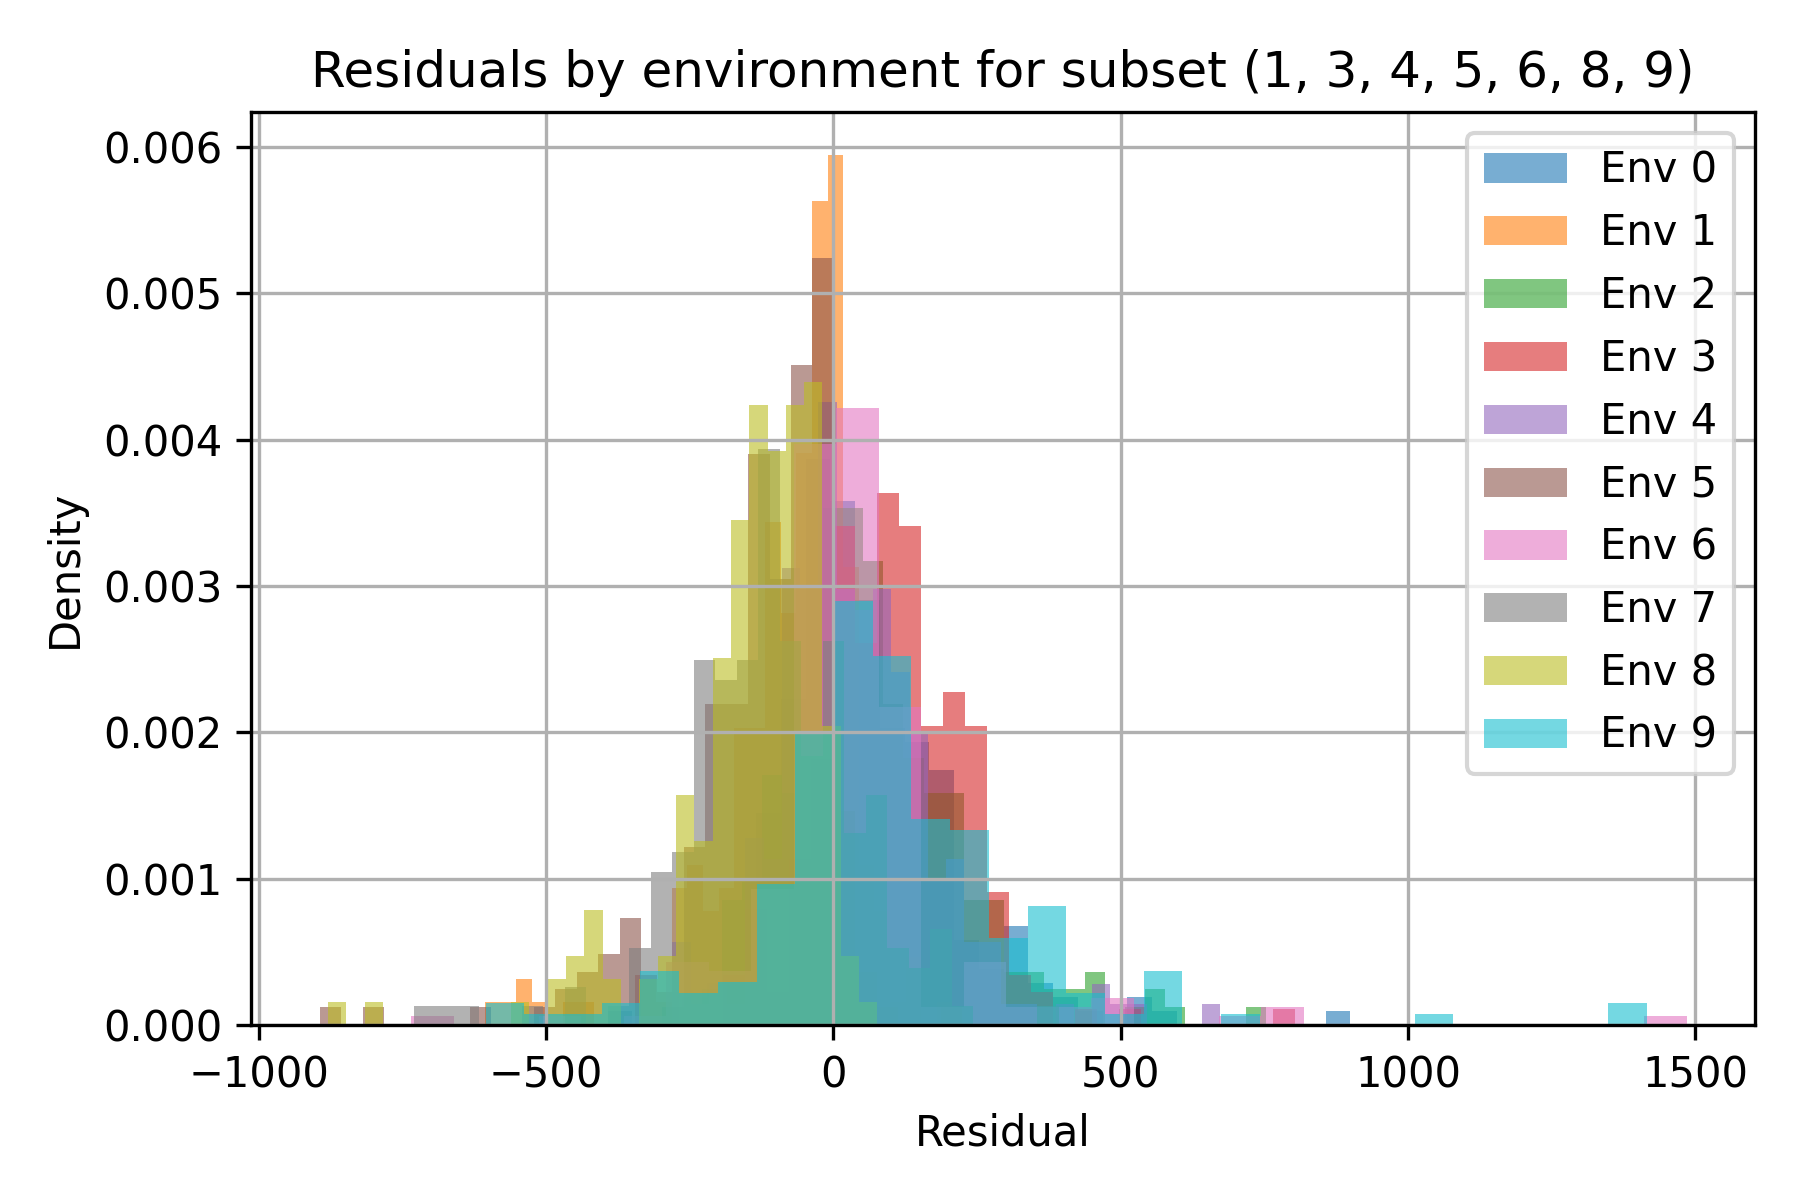 Residuals by environment for subset (1, 3, 4, 5, 6, 8, 9)
0.006
0.005
0.004
0.003
0.002
0.001
0.000
Density
−1000
−500
0
500
1000
1500
Residual
Env 0
Env 1
Env 2
Env 3
Env 4
Env 5
Env 6
Env 7
Env 8
Env 9